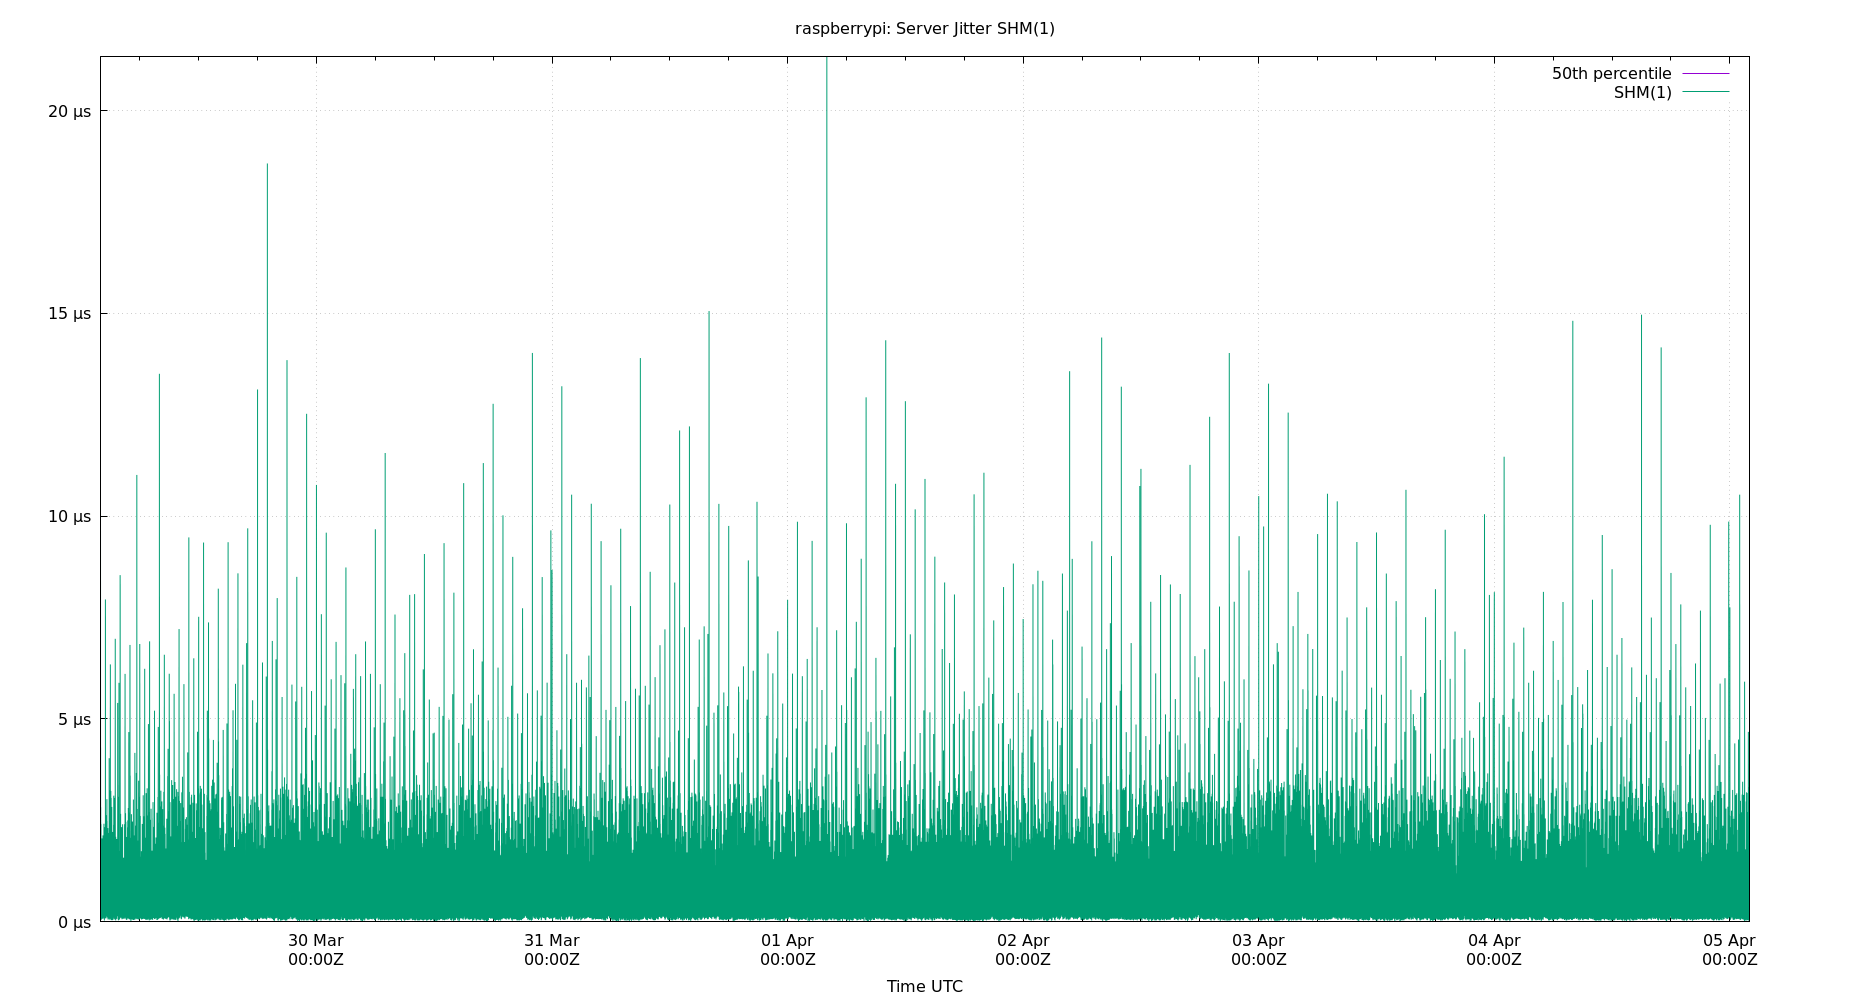 raspberrypi: Server Jitter SHM(1)
50th percentile
SHM(1)
20 µs
15 µs
10 µs
5 µs
0 µs
30 Mar 31 Mar 01 Apr 02 Apr 03 Apr 04 Apr 05 Apr
00:00Z 00:00Z 00:00Z 00:00Z 00:00Z 00:00Z 00:00Z
Time UTC